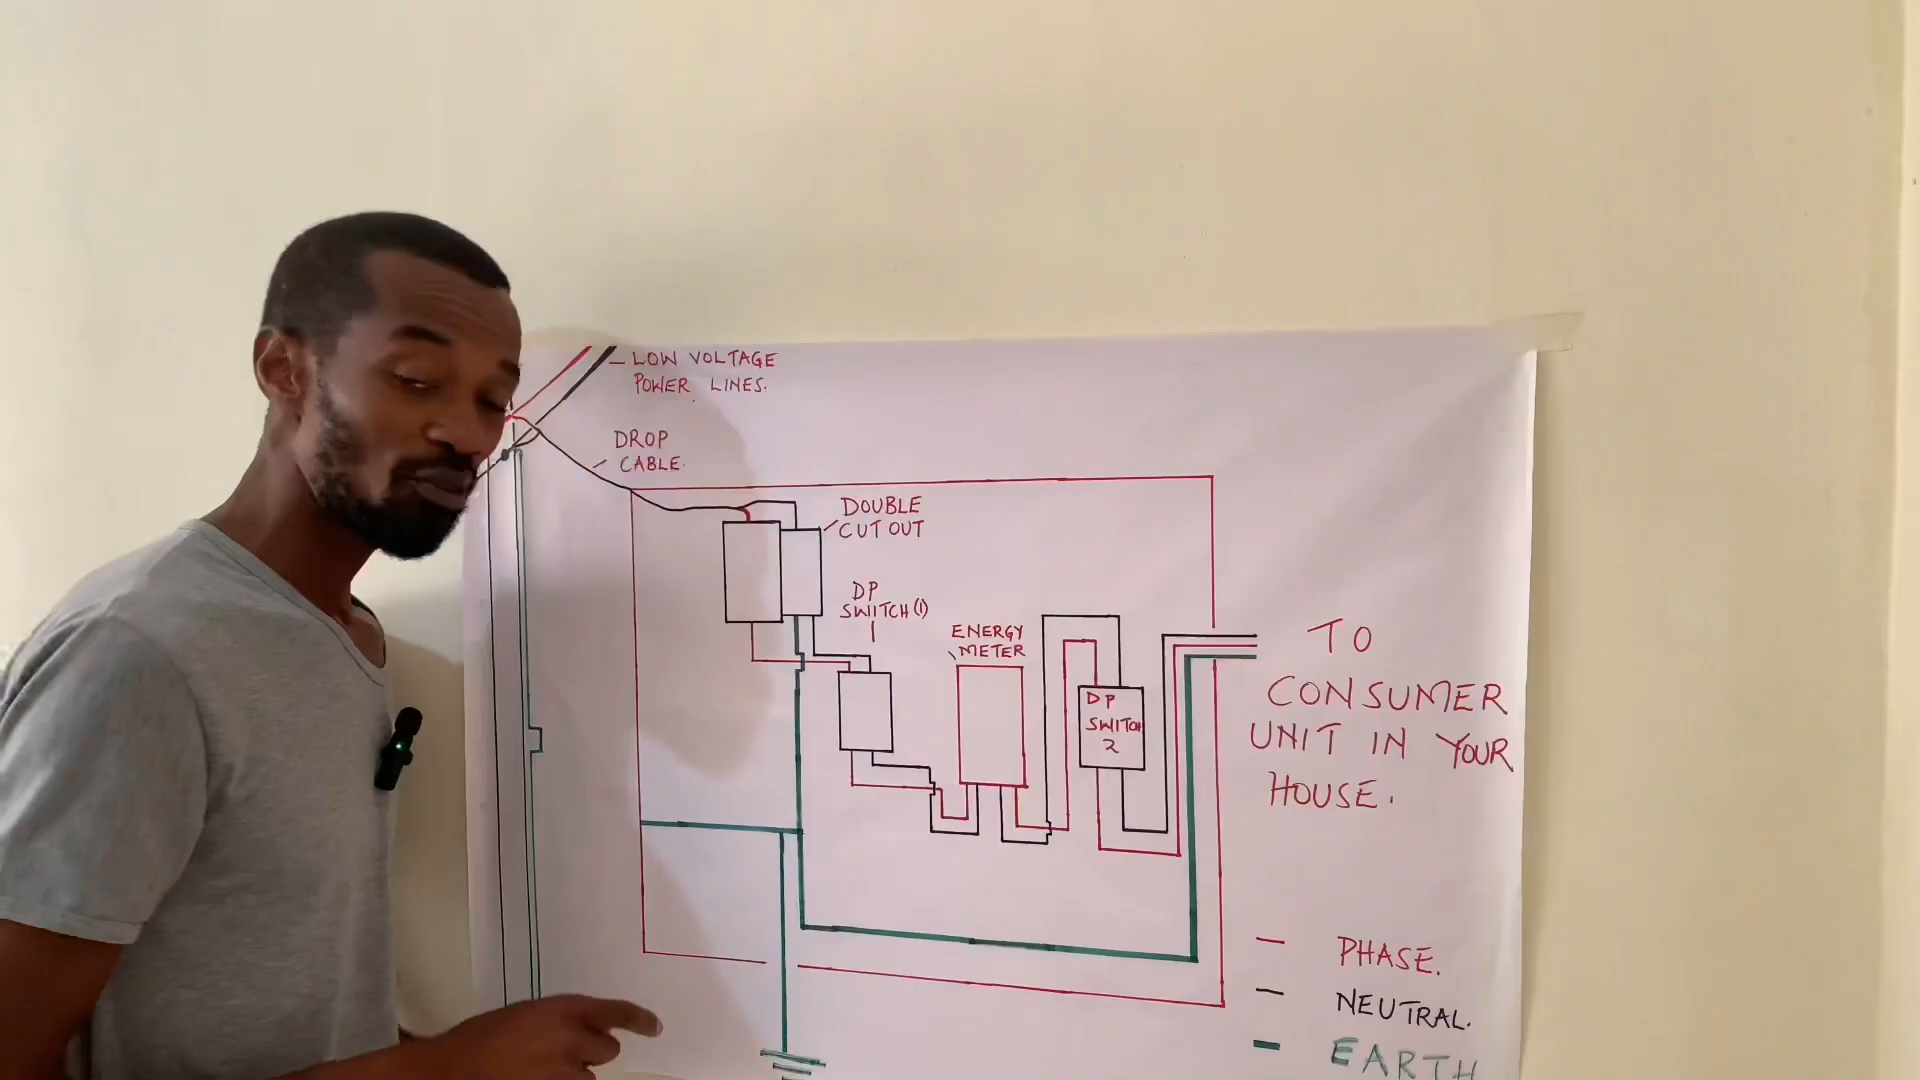 LOW VOLTAGE
POWER LINES.
DROP
CABLE.
DOUBLE
CUT OUT
DP
SWITCH (1)
ENERGY
METER
DP
SWITCH
2
TO
CONSUMER
UNIT IN YOUR
HOUSE.
PHASE.
NEUTRAL.
EARTH